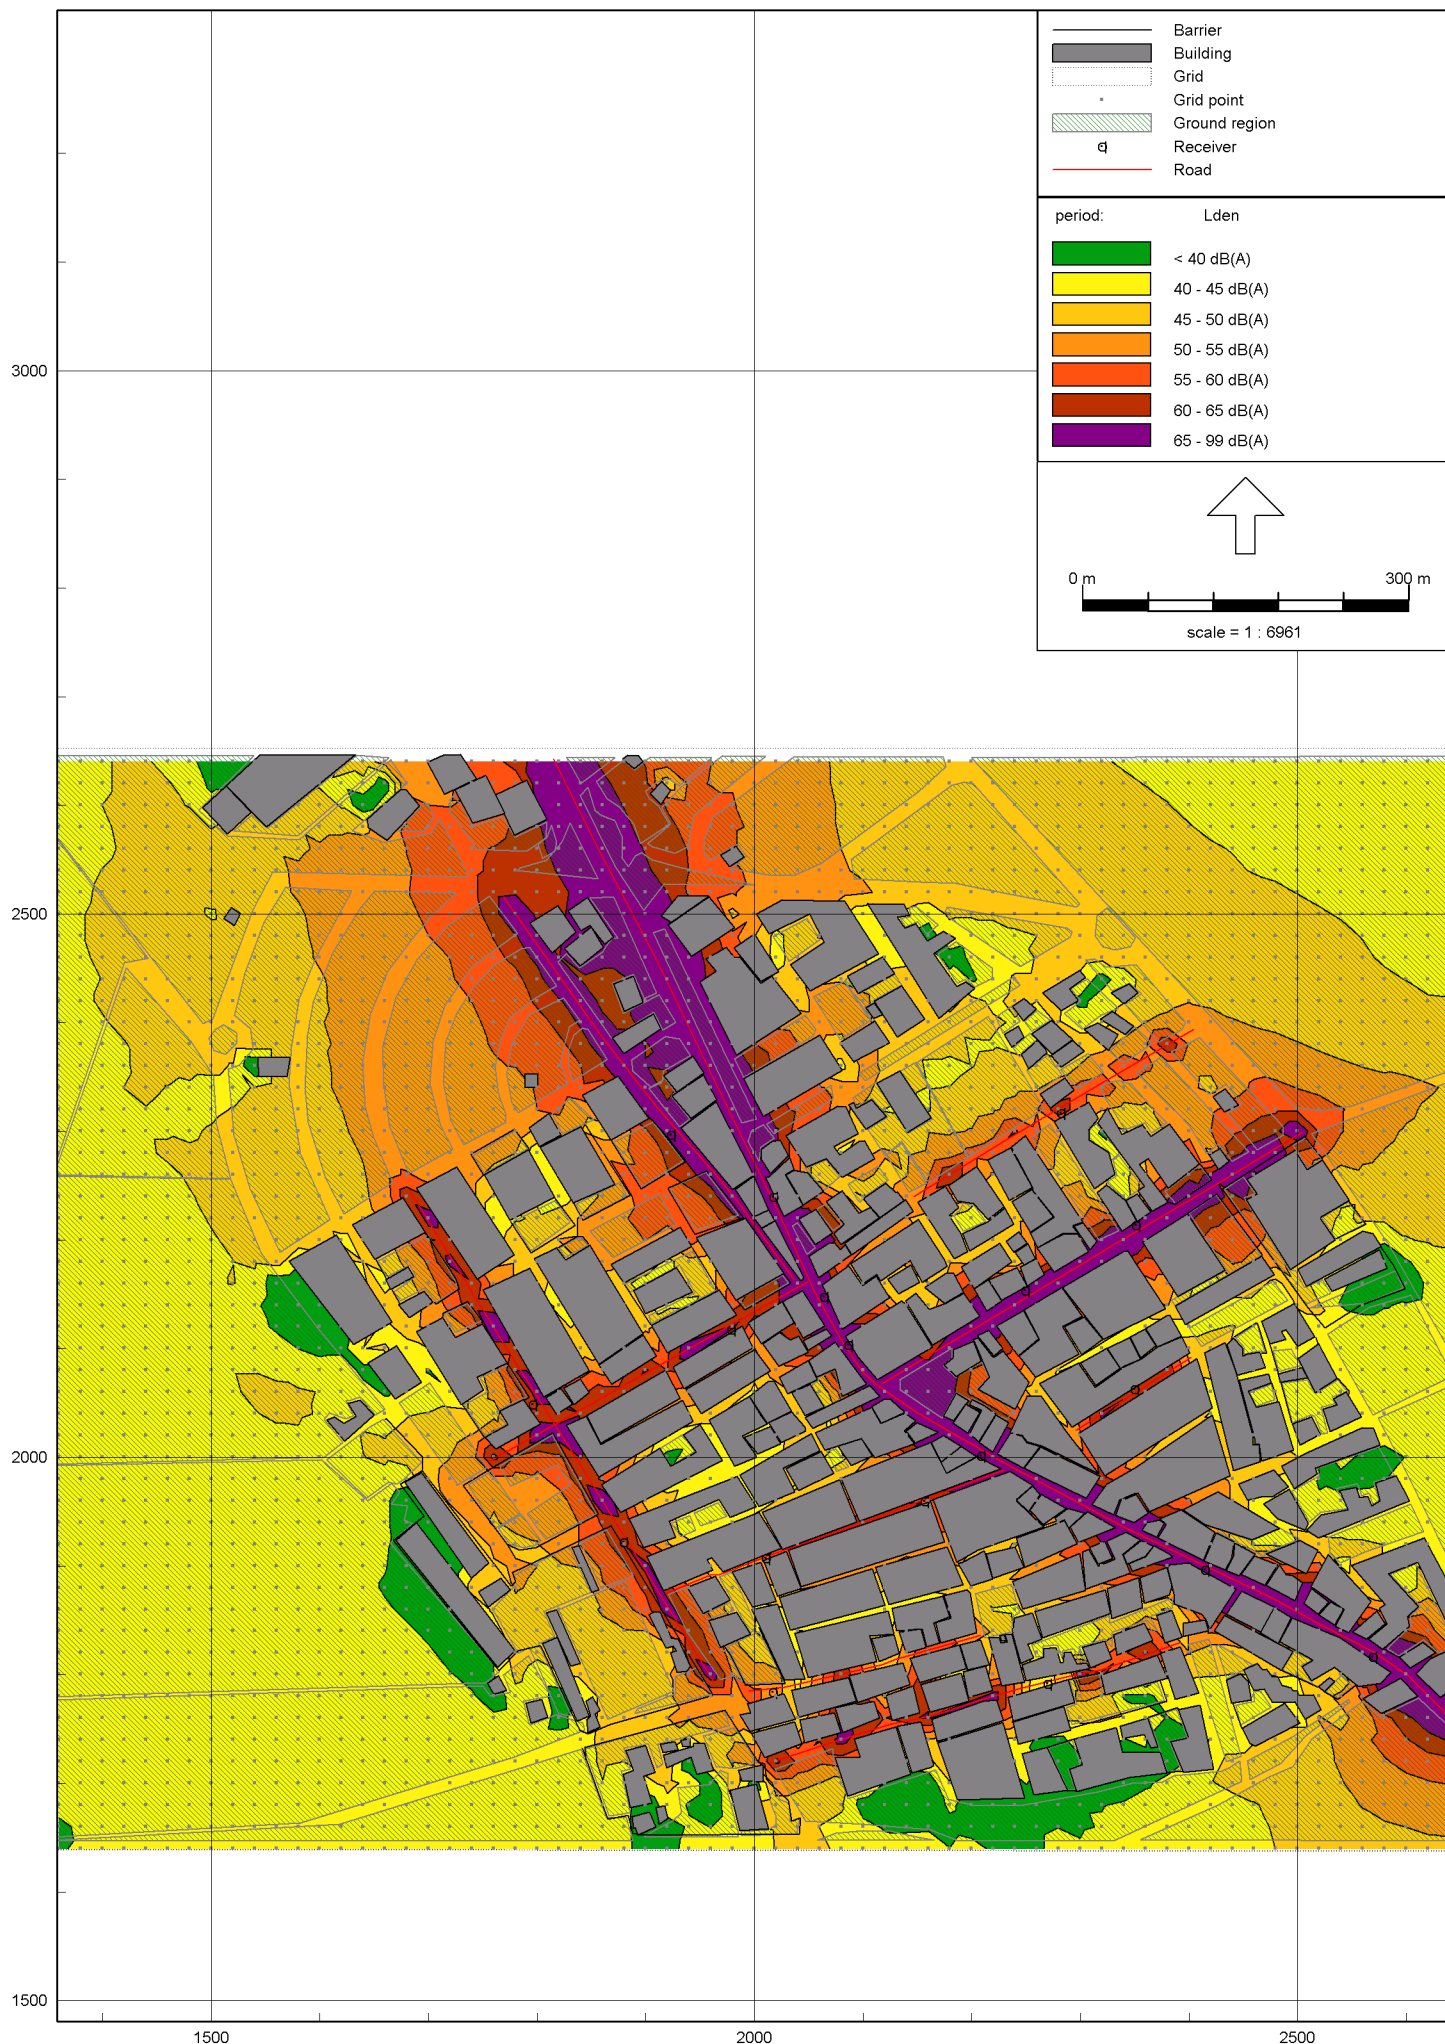 Barrier
Building
Grid
Grid point
Ground region
Receiver
Road
period: Lden
< 40 dB(A)
40 - 45 dB(A)
45 - 50 dB(A)
50 - 55 dB(A)
55 - 60 dB(A)
60 - 65 dB(A)
65 - 99 dB(A)
0 m 300 m
scale = 1 : 6961
3000
2500
2000
1500
1500 2000 2500